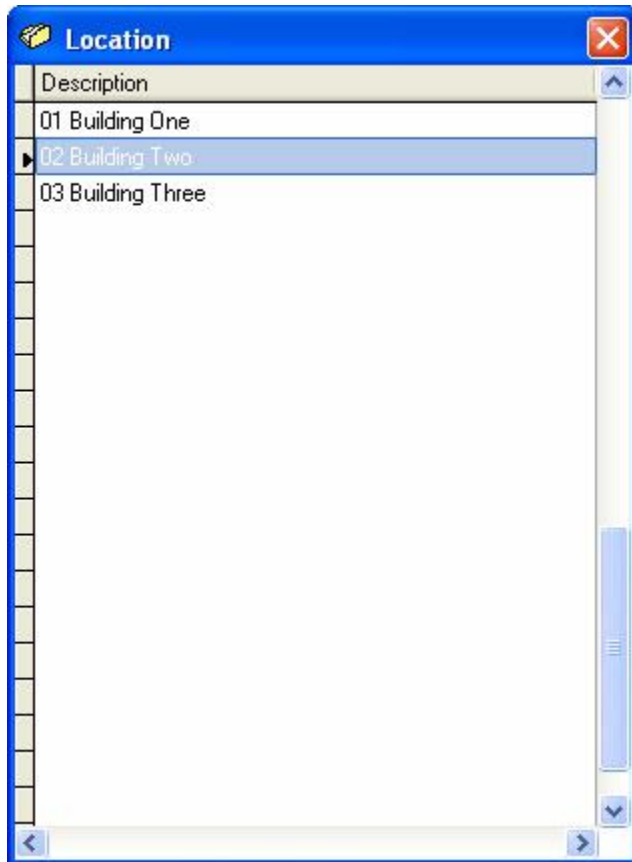 Location
Description
01 Building One
02 Building Two
03 Building Three